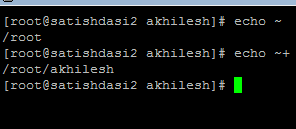 [root@satishdasi2 akhilesh]# echo ~
/root
[root@satishdasi2 akhilesh]# echo ~+
/root/akhilesh
[root@satishdasi2 akhilesh]#